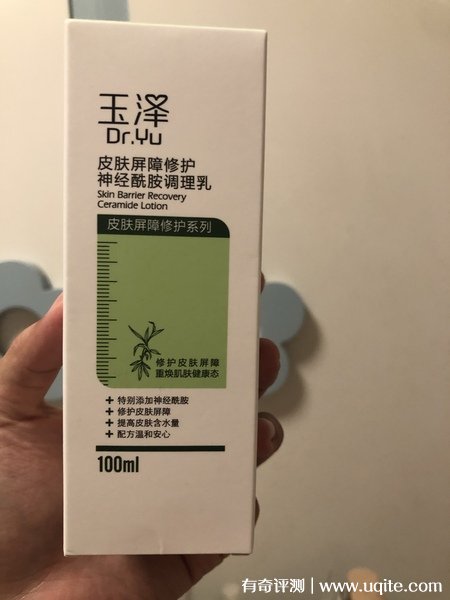 玉泽
Dr.Yu
皮肤屏障修护
神经酰胺调理乳
Skin Barrier Recovery
Ceramide Lotion
皮肤屏障修护系列
修护皮肤屏障
重焕肌肤健康态
+ 特别添加神经酰胺
+ 修护皮肤屏障
+ 提高皮肤含水量
+ 配方温和安心
100ml
有奇评测 | www.uqite.com